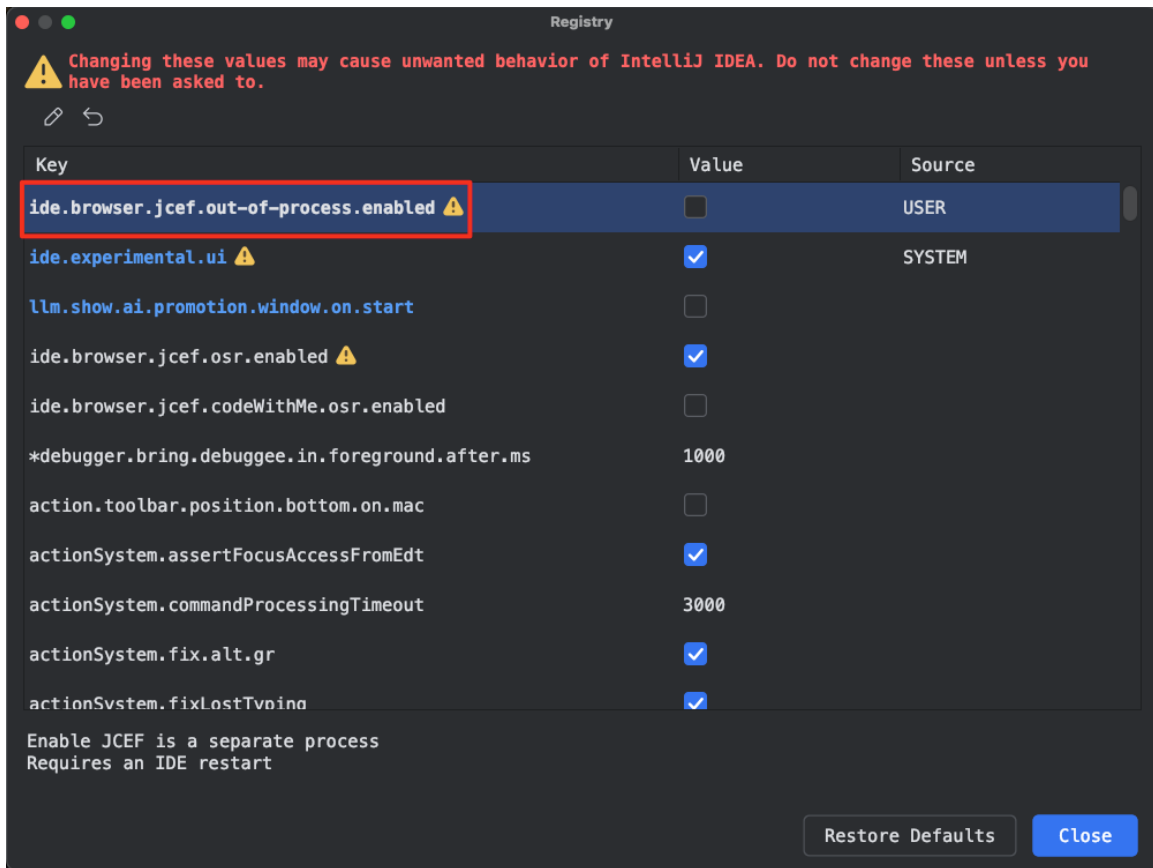 Registry
Changing these values may cause unwanted behavior of IntelliJ IDEA. Do not change these unless you
have been asked to.
Key Value Source
ide.browser.jcef.out-of-process.enabled USER
ide.experimental.ui SYSTEM
llm.show.ai.promotion.window.on.start
ide.browser.jcef.osr.enabled
ide.browser.jcef.codeWithMe.osr.enabled
*debugger.bring.debuggee.in.foreground.after.ms 1000
action.toolbar.position.bottom.on.mac
actionSystem.assertFocusAccessFromEdt
actionSystem.commandProcessingTimeout 3000
actionSystem.fix.alt.gr
actionSystem.fixLostTyping
Enable JCEF is a separate process
Requires an IDE restart
Restore Defaults Close